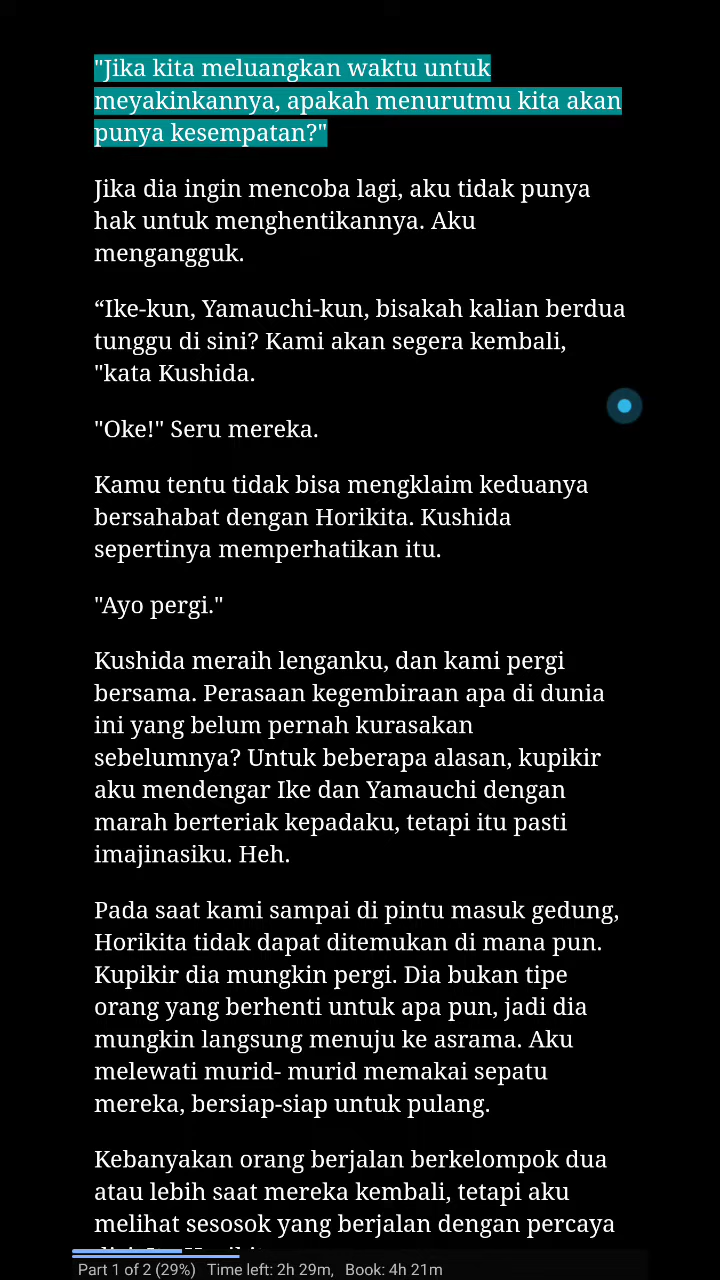 "Jika kita meluangkan waktu untuk
meyakinkannya, apakah menurutmu kita akan
punya kesempatan?"
Jika dia ingin mencoba lagi, aku tidak punya
hak untuk menghentikannya. Aku
mengangguk.
“Ike-kun, Yamauchi-kun, bisakah kalian berdua
tunggu di sini? Kami akan segera kembali,
"kata Kushida.
"Oke!" Seru mereka.
Kamu tentu tidak bisa mengklaim keduanya
bersahabat dengan Horikita. Kushida
sepertinya memperhatikan itu.
"Ayo pergi."
Kushida meraih lenganku, dan kami pergi
bersama. Perasaan kegembiraan apa di dunia
ini yang belum pernah kurasakan
sebelumnya? Untuk beberapa alasan, kupikir
aku mendengar Ike dan Yamauchi dengan
marah berteriak kepadaku, tetapi itu pasti
imajinasiku. Heh.
Pada saat kami sampai di pintu masuk gedung,
Horikita tidak dapat ditemukan di mana pun.
Kupikir dia mungkin pergi. Dia bukan tipe
orang yang berhenti untuk apa pun, jadi dia
mungkin langsung menuju ke asrama. Aku
melewati murid- murid memakai sepatu
mereka, bersiap-siap untuk pulang.
Kebanyakan orang berjalan berkelompok dua
atau lebih saat mereka kembali, tetapi aku
melihat sesosok yang berjalan dengan percaya
Part 1 of 2 (29%) Time left: 2h 29m, Book: 4h 21m